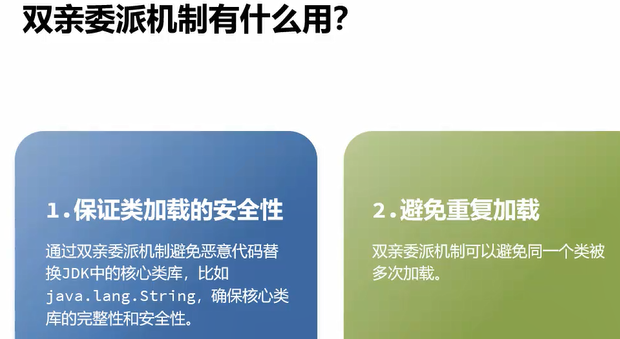 双亲委派机制有什么用？
1.保证类加载的安全性
通过双亲委派机制避免恶意代码替
换JDK中的核心类库，比如
java.lang.String，确保核心类
库的完整性和安全性。
2.避免重复加载
双亲委派机制可以避免同一个类被
多次加载。